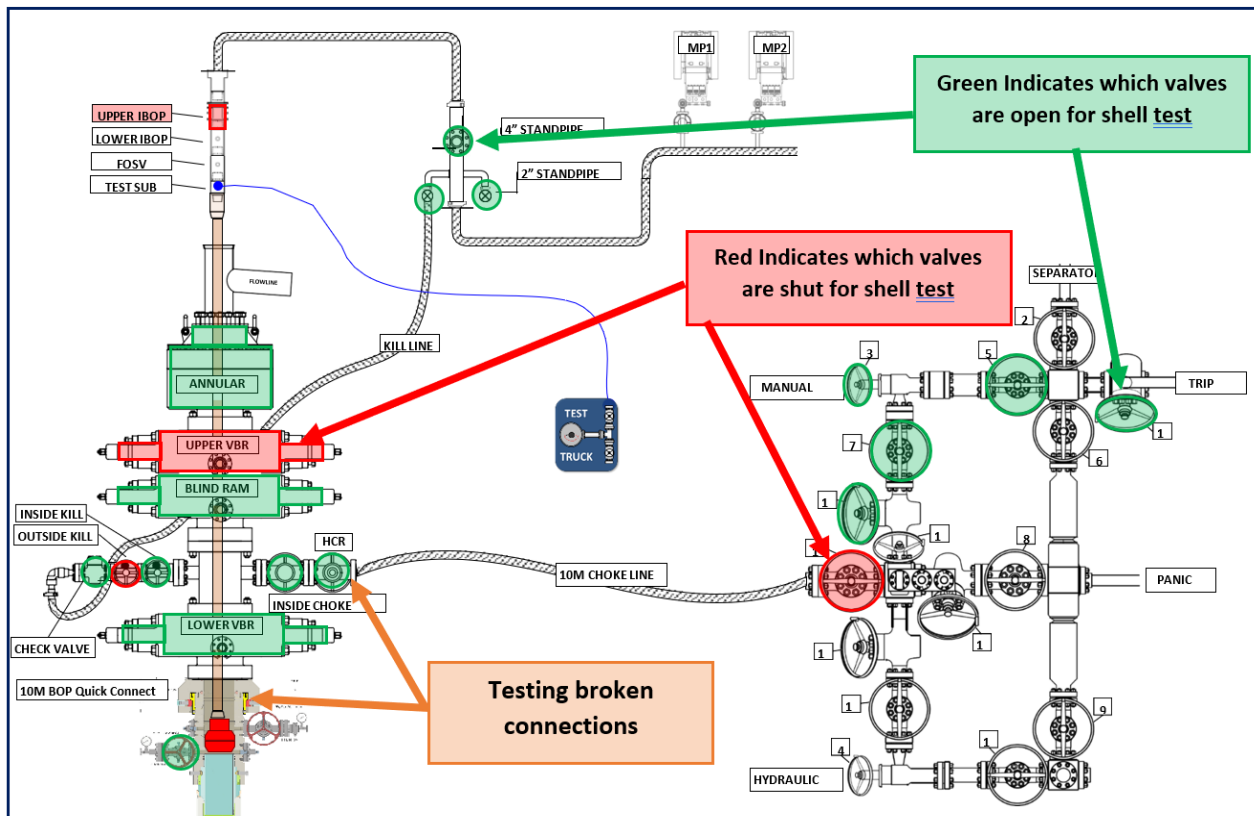 MP1
MP2
Green Indicates which valves
are open for shell test
UPPER IBOP
LOWER IBOP
FOSV
TEST SUB
4” STANDPIPE
2” STANDPIPE
Red Indicates which valves
are shut for shell test
FLOWLINE
SEPARATOR
2
KILL LINE
3
5
MANUAL
TRIP
ANNULAR
1
TEST
TRUCK
UPPER VBR
7
6
BLIND RAM
INSIDE KILL
OUTSIDE KILL
1
1
HCR
8
1
10M CHOKE LINE
PANIC
INSIDE CHOKE
LOWER VBR
CHECK VALVE
1
1
10M BOP Quick Connect
Testing broken
connections
1
9
1
4
HYDRAULIC